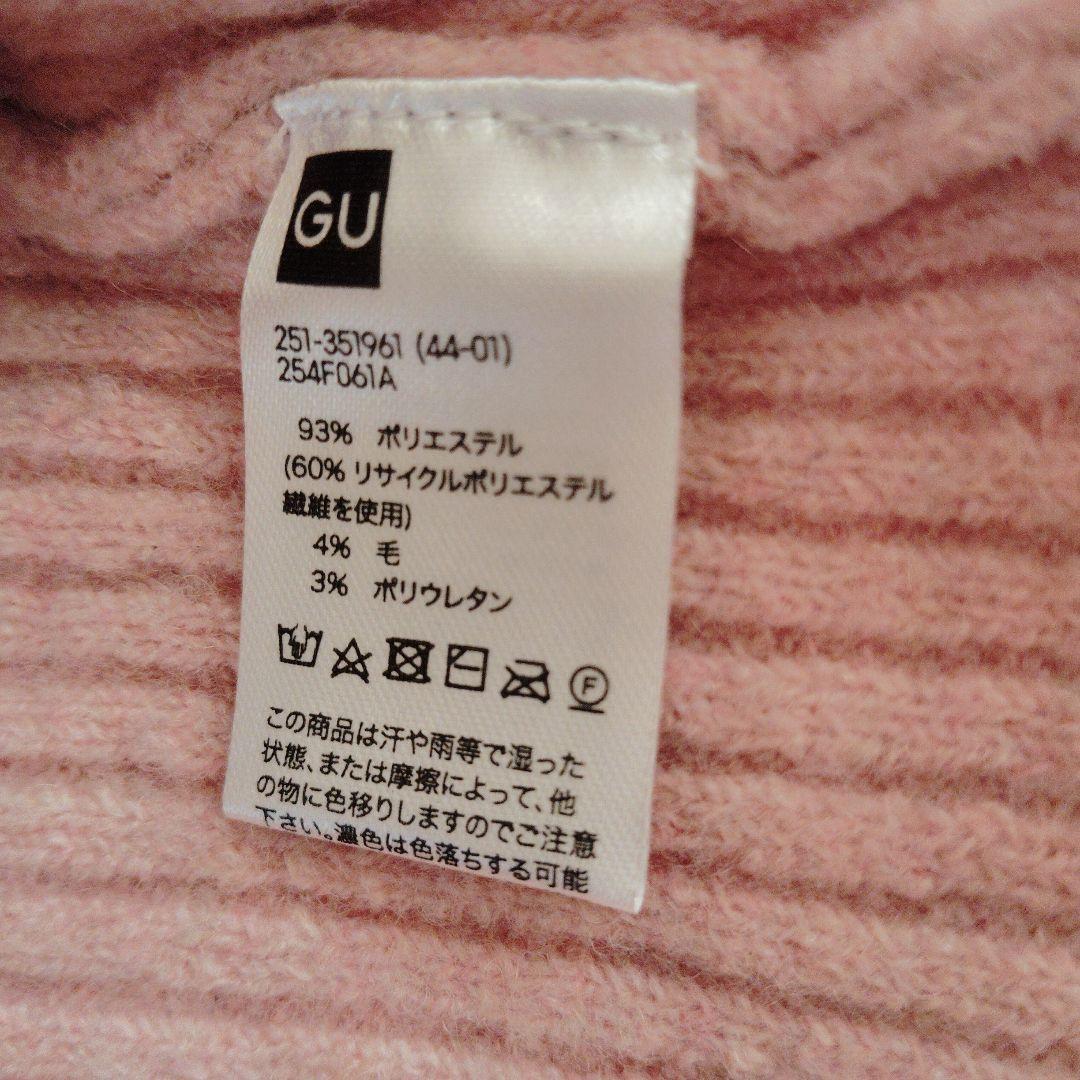 GU
251-351961 (44-01)
254F061A
93% ポリエステル
(60% リサイクルポリエステル
繊維を使用)
4% 毛
3% ポリウレタン
F
この商品は汗や雨等で湿った
状態、または摩擦によって、他
の物に色移りしますのでご注意
下さい。濃色は色落ちする可能